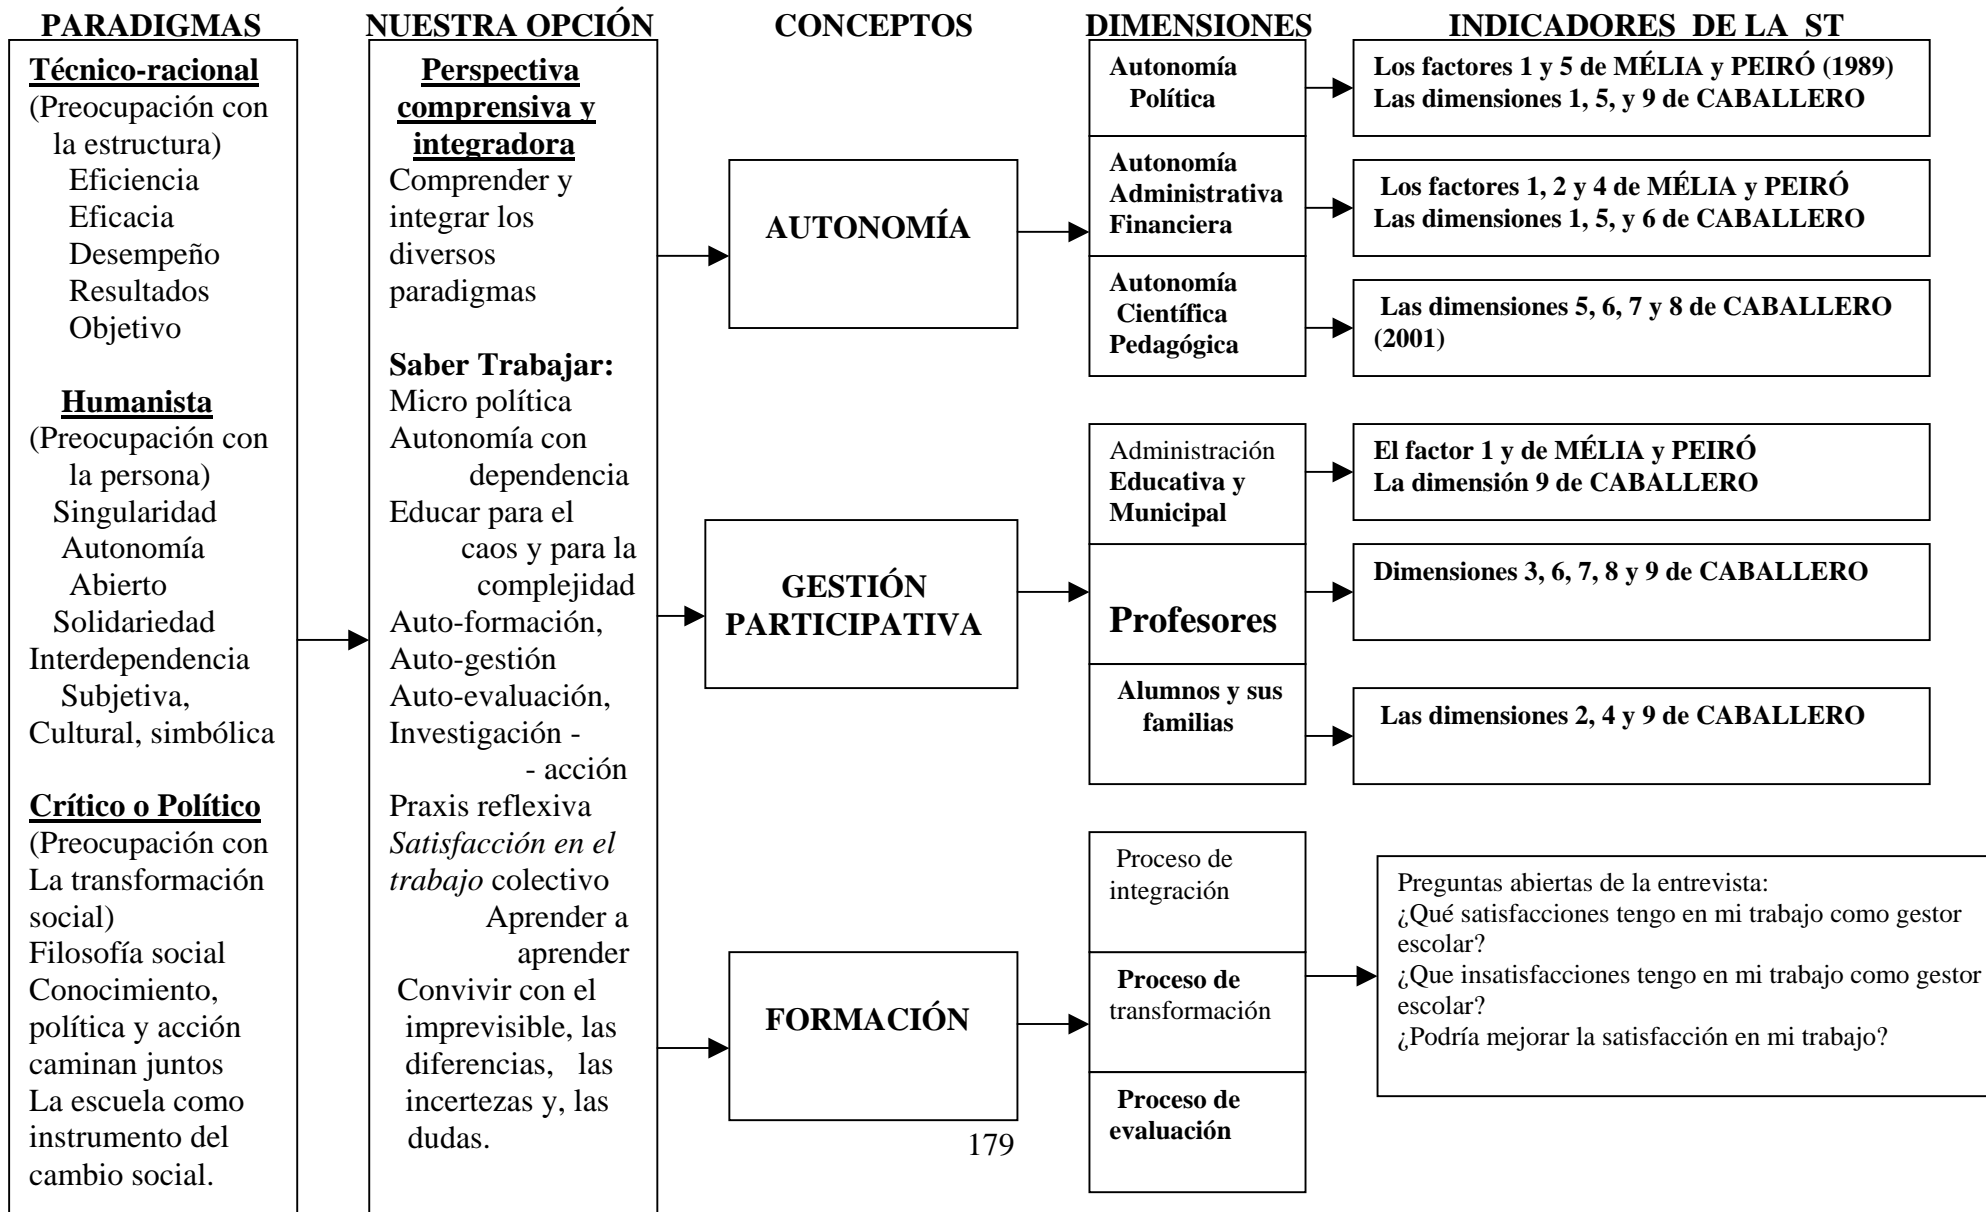 PARADIGMAS
Técnico-racional
(Preocupación con
la estructura)
Eficiencia
Eficacia
Desempeño
Resultados
Objetivo
Humanista
(Preocupación con
la persona)
Singularidad
Autonomía
Abierto
Solidariedad
Interdependencia
Subjetiva,
Cultural, simbólica
Crítico o Político
(Preocupación con
La transformación
social)
Filosofía social
Conocimiento,
política y acción
caminan juntos
La escuela como
instrumento del
cambio social.
NUESTRA OPCIÓN
Perspectiva
comprensiva y
integradora
Comprender y
integrar los
diversos
paradigmas
Saber Trabajar:
Micro política
Autonomía con
dependencia
Educar para el
caos y para la
complejidad
Auto-formación,
Auto-gestión
Auto-evaluación,
Investigación -
- acción
Praxis reflexiva
Satisfacción en el
trabajo colectivo
Aprender a
aprender
Convivir con el
imprevisible, las
diferencias, las
incertezas y, las
dudas.
CONCEPTOS
AUTONOMÍA
GESTIÓN
PARTICIPATIVA
FORMACIÓN
DIMENSIONES
Autonomía
Política
Autonomía
Administrativa
Financiera
Autonomía
Científica
Pedagógica
Administración
Educativa y
Municipal
Profesores
Alumnos y sus
familias
Proceso de
integración
Proceso de
transformación
Proceso de
evaluación
INDICADORES DE LA ST
Los factores 1 y 5 de MÉLIA y PEIRÓ (1989)
Las dimensiones 1, 5, y 9 de CABALLERO
Los factores 1, 2 y 4 de MÉLIA y PEIRÓ
Las dimensiones 1, 5, y 6 de CABALLERO
Las dimensiones 5, 6, 7 y 8 de CABALLERO
(2001)
El factor 1 y de MÉLIA y PEIRÓ
La dimensión 9 de CABALLERO
Dimensiones 3, 6, 7, 8 y 9 de CABALLERO
Las dimensiones 2, 4 y 9 de CABALLERO
Preguntas abiertas de la entrevista:
¿Qué satisfacciones tengo en mi trabajo como gestor
escolar?
¿Que insatisfacciones tengo en mi trabajo como gestor
escolar?
¿Podría mejorar la satisfacción en mi trabajo?
179